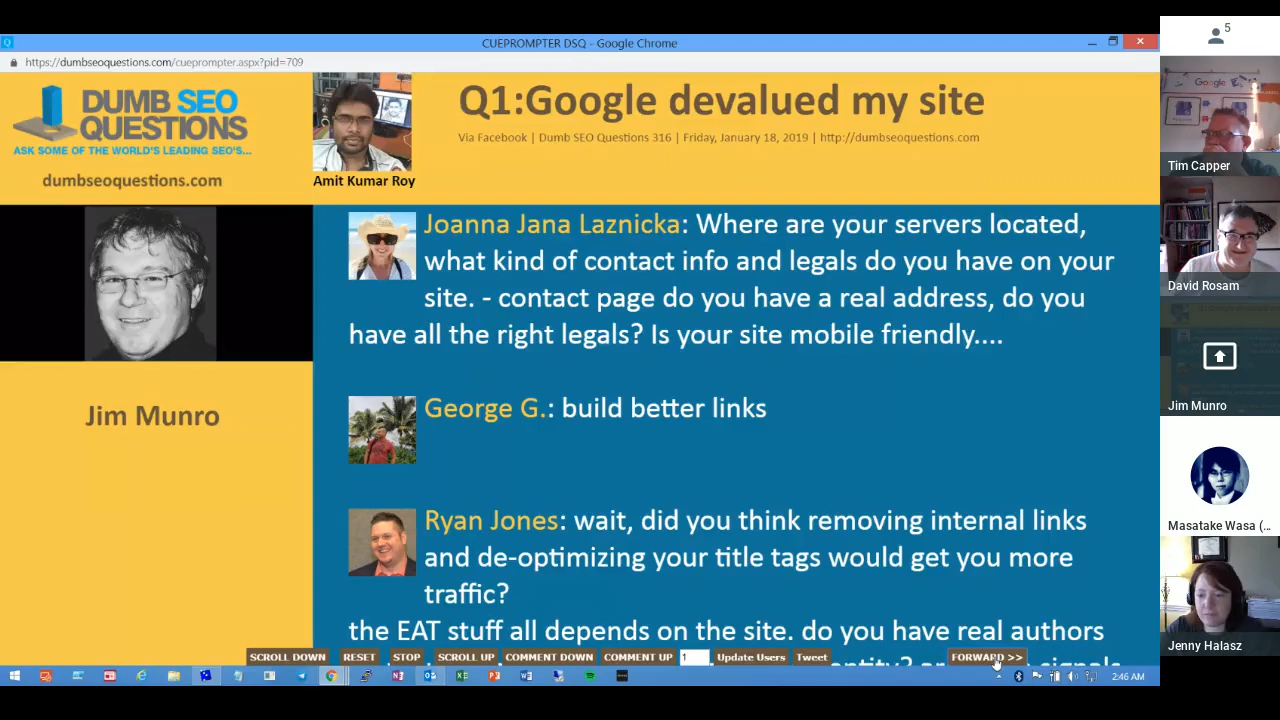 CUEPROMPTER DSQ - Google Chrome
5
https://dumbseoquestions.com/cueprompter.aspx?pid=709
Google
DUMB SEO
QUESTIONS
ASK SOME OF THE WORLD'S LEADING SEO'S...
dumbseoquestions.com
Amit Kumar Roy
Q1:Google devalued my site
Via Facebook | Dumb SEO Questions 316 | Friday, January 18, 2019 | http://dumbseoquestions.com
Tim Capper
Jim Munro
Joanna Jana Laznicka: Where are your servers located,
what kind of contact info and legals do you have on your
site. - contact page do you have a real address, do you
have all the right legals? Is your site mobile friendly....
David Rosam
George G.: build better links
Jim Munro
Ryan Jones: wait, did you think removing internal links
and de-optimizing your title tags would get you more
traffic?
the EAT stuff all depends on the site. do you have real authors
Masatake Wasa (...
Jenny Halasz
SCROLL DOWN RESET STOP SCROLL UP COMMENT DOWN COMMENT UP 1 Update Users Tweet FORWARD >>
2:46 AM